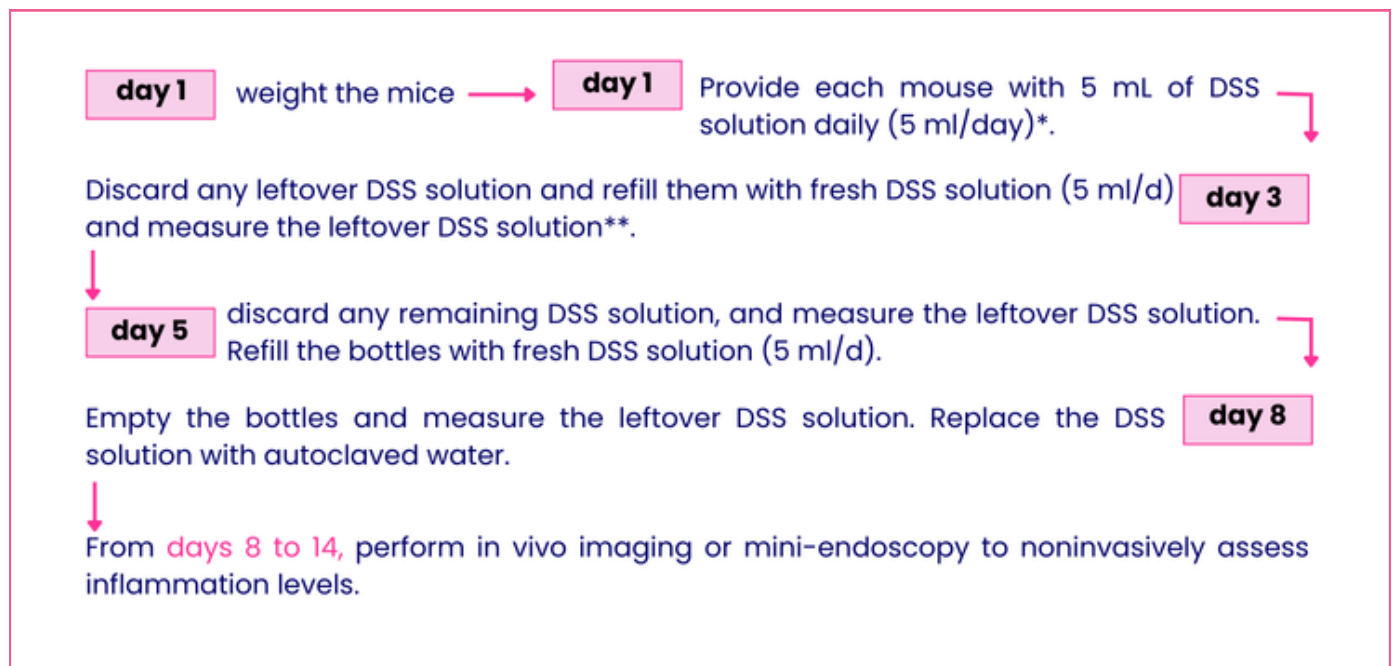 day 1 weight the mice day 1 Provide each mouse with 5 mL of DSS
solution daily (5 ml/day)*.
Discard any leftover DSS solution and refill them with fresh DSS solution (5 ml/d) day 3
and measure the leftover DSS solution**.
day 5 discard any remaining DSS solution, and measure the leftover DSS solution.
Refill the bottles with fresh DSS solution (5 ml/d).
Empty the bottles and measure the leftover DSS solution. Replace the DSS day 8
solution with autoclaved water.
From days 8 to 14, perform in vivo imaging or mini-endoscopy to noninvasively assess
inflammation levels.